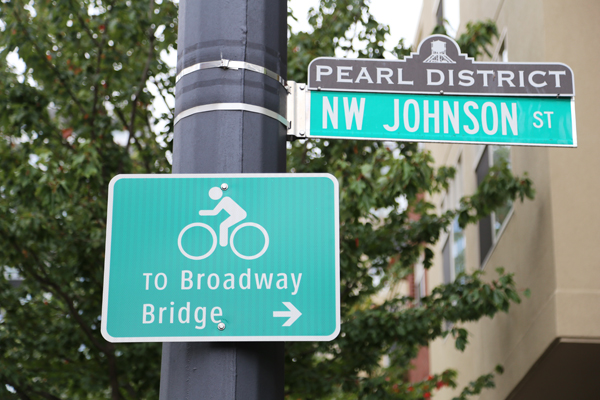 PEARL DISTRICT
NW JOHNSON ST
TO Broadway
Bridge